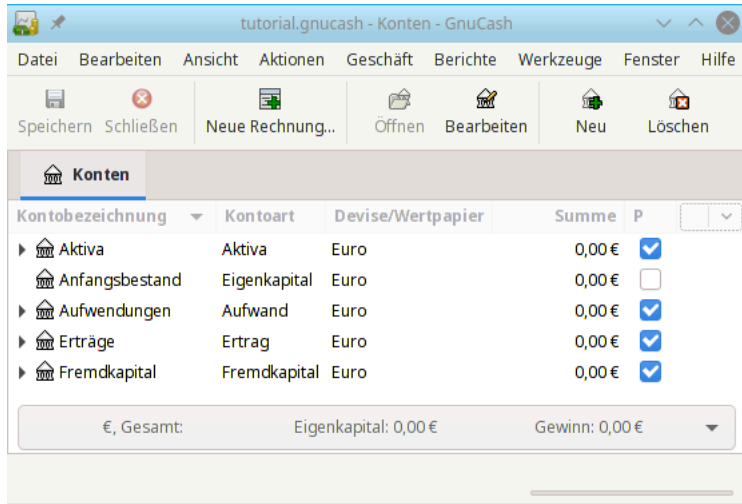 tutorial.gnucash - Konten - GnuCash
Datei Bearbeiten Ansicht Aktionen Geschäft Berichte Werkzeuge Fenster Hilfe
Speichern Schließen Neue Rechnung... Öffnen Bearbeiten Neu Löschen
Konten
Kontobezeichnung Kontoart Devise/Wertpapier Summe P
Aktiva Aktiva Euro 0,00 €
Anfangsbestand Eigenkapital Euro 0,00 €
Aufwendungen Aufwand Euro 0,00 €
Erträge Ertrag Euro 0,00 €
Fremdkapital Fremdkapital Euro 0,00 €
€, Gesamt: Eigenkapital: 0,00 € Gewinn: 0,00 €